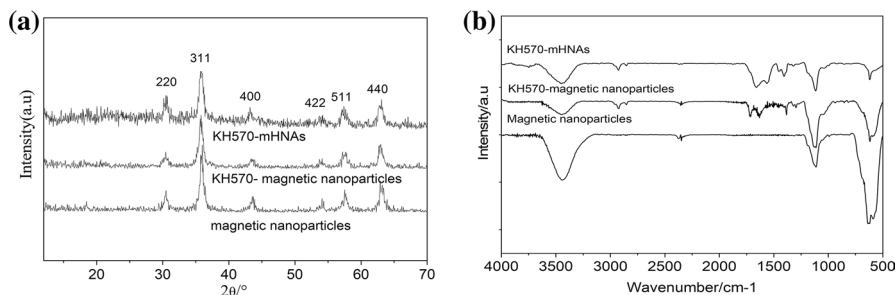 (a)
Intensity(a.u)
220
311
400
422
511
440
KH570-mHNAs
KH570- magnetic nanoparticles
magnetic nanoparticles
20
30
40
50
60
70
2θ/°
(b)
Intensity/a.u
KH570-mHNAs
KH570-magnetic nanoparticles
Magnetic nanoparticles
4000
3500
3000
2500
2000
1500
1000
500
Wavenumber/cm-1